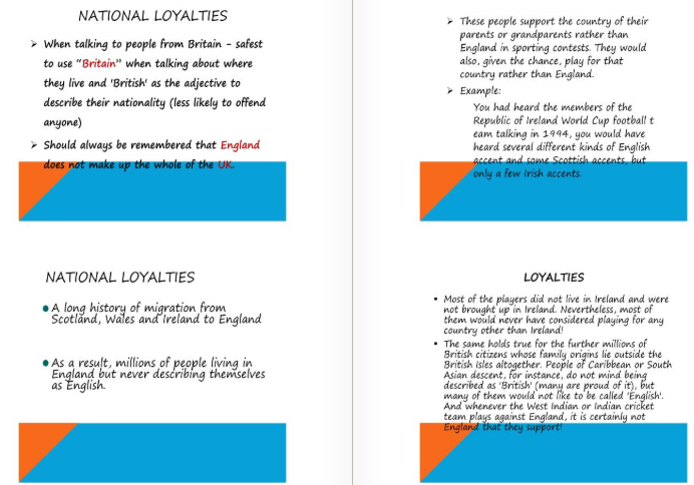 NATIONAL LOYALTIES
➢ When talking to people from Britain - safest
to use "Britain" when talking about where
they live and 'British' as the adjective to
describe their nationality (less likely to offend
anyone)
➢ Should always be remembered that England
does not make up the whole of the UK.
NATIONAL LOYALTIES
• A long history of migration from
Scotland, Wales and Ireland to England
• As a result, millions of people living in
England but never describing themselves
as English.
➢ These people support the country of their
parents or grandparents rather than
England in sporting contests. They would
also, given the chance, play for that
country rather than England.
➢ Example:
You had heard the members of the
Republic of Ireland World Cup football t
eam talking in 1994, you would have
heard several different kinds of English
accent and some Scottish accents, but
only a few Irish accents.
LOYALTIES
• Most of the players did not live in Ireland and were
not brought up in Ireland. Nevertheless, most of
them would never have considered playing for any
country other than Ireland!
• The same holds true for the further millions of
British citizens whose family origins lie outside the
British Isles altogether. People of Caribbean or South
Asian descent, for instance, do not mind being
described as 'British' (many are proud of it), but
many of them would not like to be called 'English'.
And whenever the West Indian or Indian cricket
team plays against England, it is certainly not
England that they support!